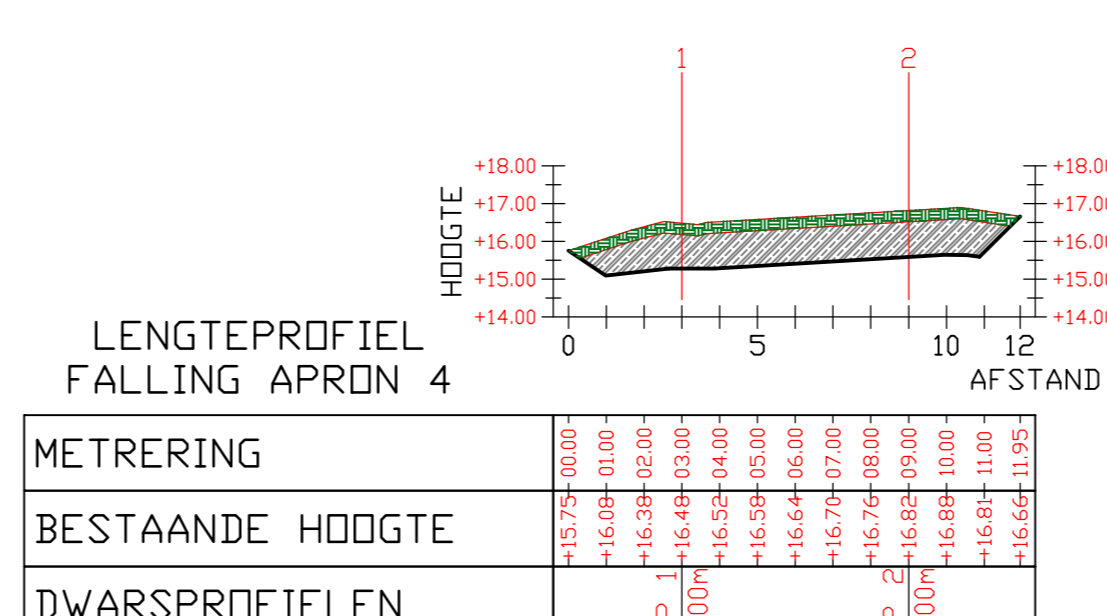 1 2
+18.00 +18.00
+17.00 +17.00
+16.00 +16.00
+15.00 +15.00
+14.00 +14.00
HOOGTE
0 5 10 12
AFSTAND
LENGTEPROFIEL
FALLING APRON 4
METRERING 00.00 01.00 02.00 03.00 04.00 05.00 06.00 07.00 08.00 09.00 10.00 11.00 11.95
BESTAANDE HOOGTE +15.75 +16.08 +16.38 +16.48 +16.52 +16.58 +16.64 +16.70 +16.76 +16.82 +16.88 +16.81 +16.66
DWARSPROFIELEN 1 00m 2 00m